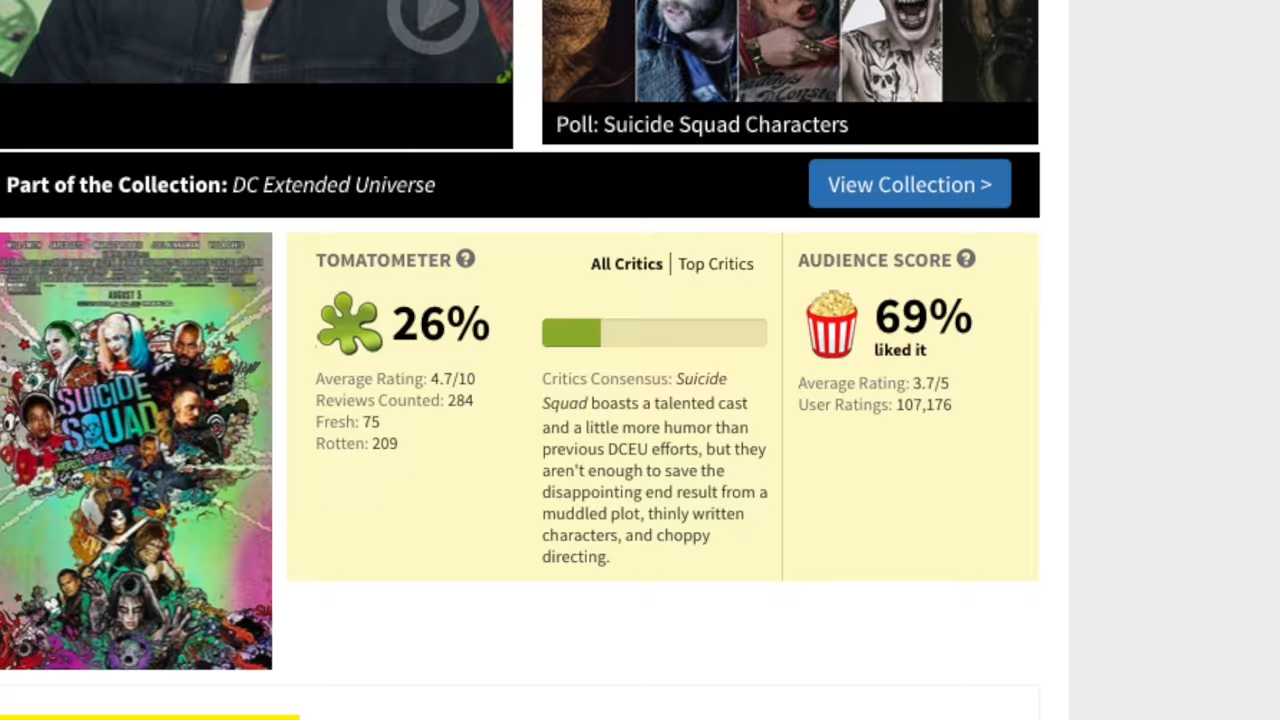 Poll: Suicide Squad Characters
Part of the Collection: DC Extended Universe
View Collection >
AUGUST 5
SUICIDE
SQUAD
TOMATOMETER ?
All Critics | Top Critics
26%
Average Rating: 4.7/10
Reviews Counted: 284
Fresh: 75
Rotten: 209
Critics Consensus: Suicide
Squad boasts a talented cast
and a little more humor than
previous DCEU efforts, but they
aren't enough to save the
disappointing end result from a
muddled plot, thinly written
characters, and choppy
directing.
AUDIENCE SCORE ?
69%
liked it
Average Rating: 3.7/5
User Ratings: 107,176